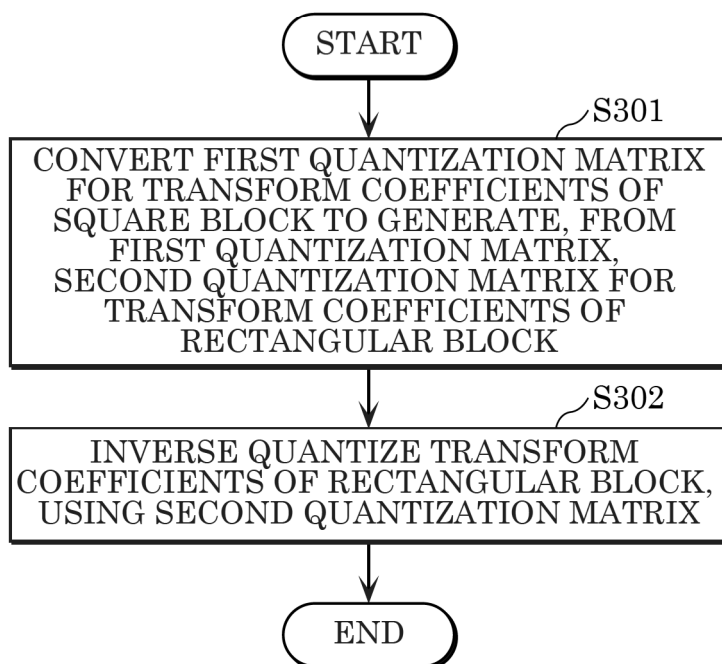 START
S301
CONVERT FIRST QUANTIZATION MATRIX
FOR TRANSFORM COEFFICIENTS OF
SQUARE BLOCK TO GENERATE, FROM
FIRST QUANTIZATION MATRIX,
SECOND QUANTIZATION MATRIX FOR
TRANSFORM COEFFICIENTS OF
RECTANGULAR BLOCK
S302
INVERSE QUANTIZE TRANSFORM
COEFFICIENTS OF RECTANGULAR BLOCK,
USING SECOND QUANTIZATION MATRIX
END